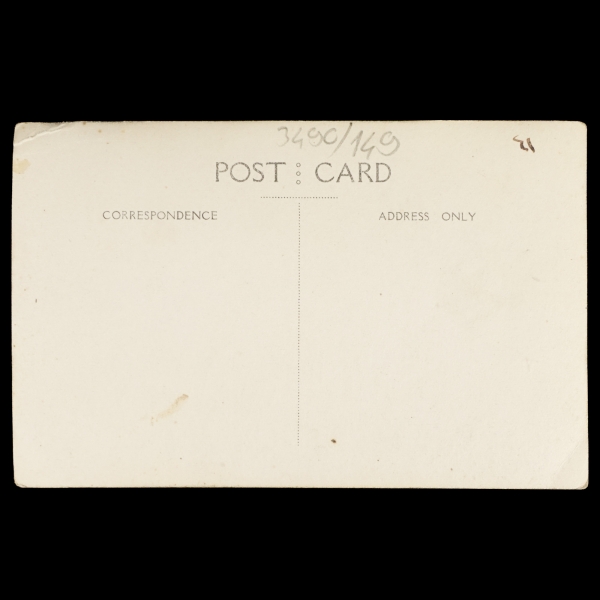 3490/149
POST CARD
CORRESPONDENCE
ADDRESS ONLY